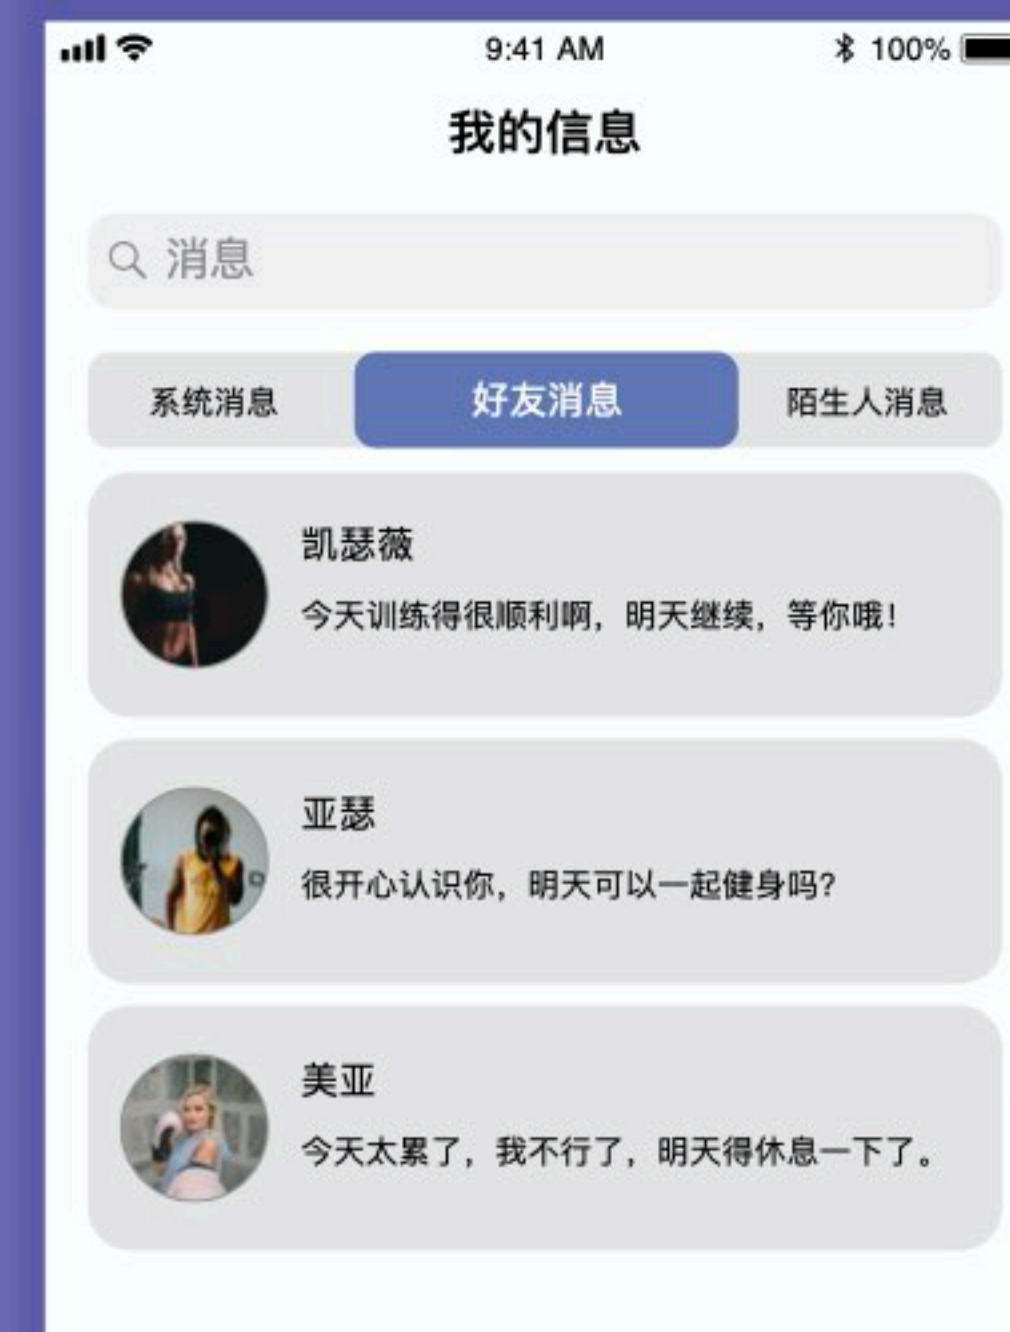 9:41 AM
100%
我的信息
消息
系统消息
好友消息
陌生人消息
凯瑟薇
今天训练得很顺利啊，明天继续，等你哦！
亚瑟
很开心认识你，明天可以一起健身吗？
美亚
今天太累了，我不行了，明天得休息一下了。